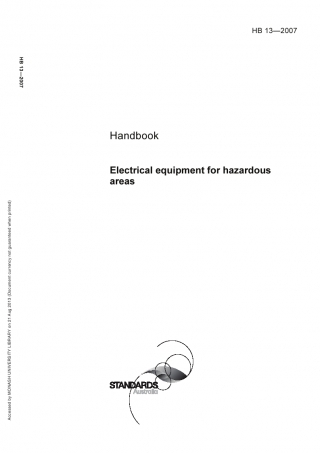 HB 13—2007
HB 13—2007
Handbook
Electrical equipment for hazardous
areas
Accessed by MONASH UNIVERSITY LIBRARY on 21 Aug 2010 (Document currency not guaranteed when printed)
STANDARDS
Australia